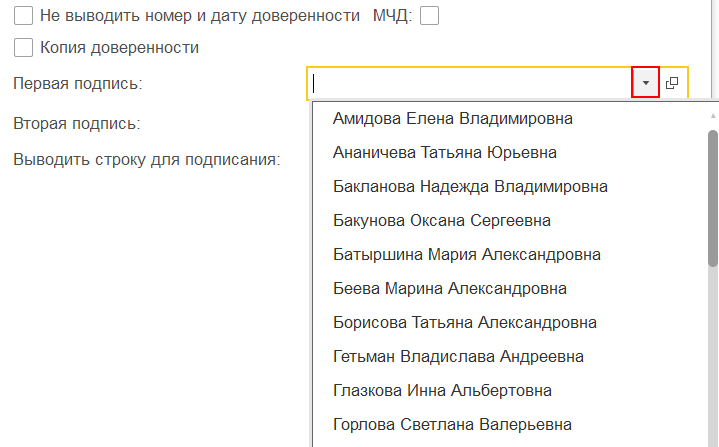 Не выводить номер и дату доверенности МЧД:
Копия доверенности
Первая подпись:
Вторая подпись:
Выводить строку для подписания:
Амидова Елена Владимировна
Ананичева Татьяна Юрьевна
Бакланова Надежда Владимировна
Бакунова Оксана Сергеевна
Батыршина Мария Александровна
Беева Марина Александровна
Борисова Татьяна Александровна
Гетьман Владислава Андреевна
Глазкова Инна Альбертовна
Горлова Светлана Валерьевна